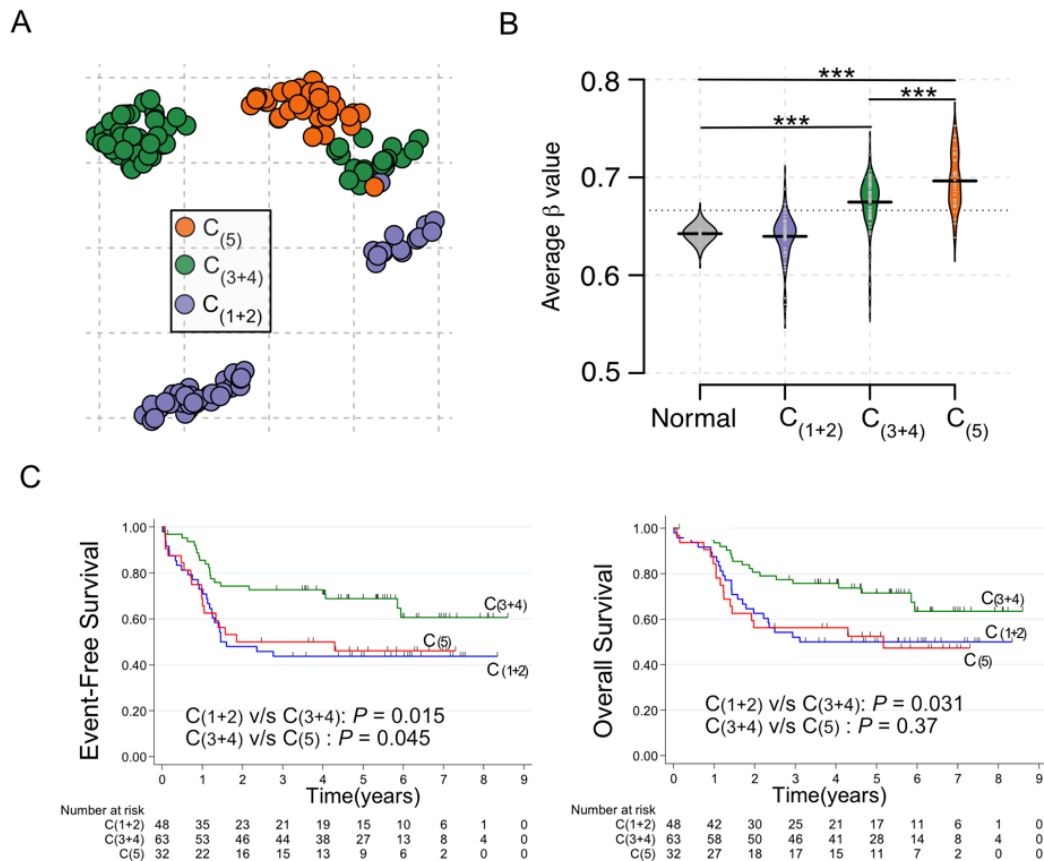 A
C(5)
C(3+4)
C(1+2)
B
Average β value
0.8
0.7
0.6
0.5
***
***
***
Normal
C(1+2)
C(3+4)
C(5)
C
Event-Free Survival
1.00
0.80
0.60
0.40
0.20
0.00
C(3+4)
C(5)
C(1+2)
C(1+2) v/s C(3+4): P = 0.015
C(3+4) v/s C(5) : P = 0.045
0 1 2 3 4 5 6 7 8 9
Time(years)
Number at risk
C(1+2) 48 35 23 21 19 15 10 6 1 0
C(3+4) 63 53 46 44 38 27 13 8 4 0
C(5) 32 22 16 15 13 9 6 2 0 0
Overall Survival
1.00
0.80
0.60
0.40
0.20
0.00
C(3+4)
C(1+2)
C(5)
C(1+2) v/s C(3+4): P = 0.031
C(3+4) v/s C(5) : P = 0.37
0 1 2 3 4 5 6 7 8 9
Time(years)
Number at risk
C(1+2) 48 42 30 25 21 17 11 6 1 0
C(3+4) 63 58 50 46 41 28 14 8 4 0
C(5) 32 27 18 17 15 11 7 2 0 0